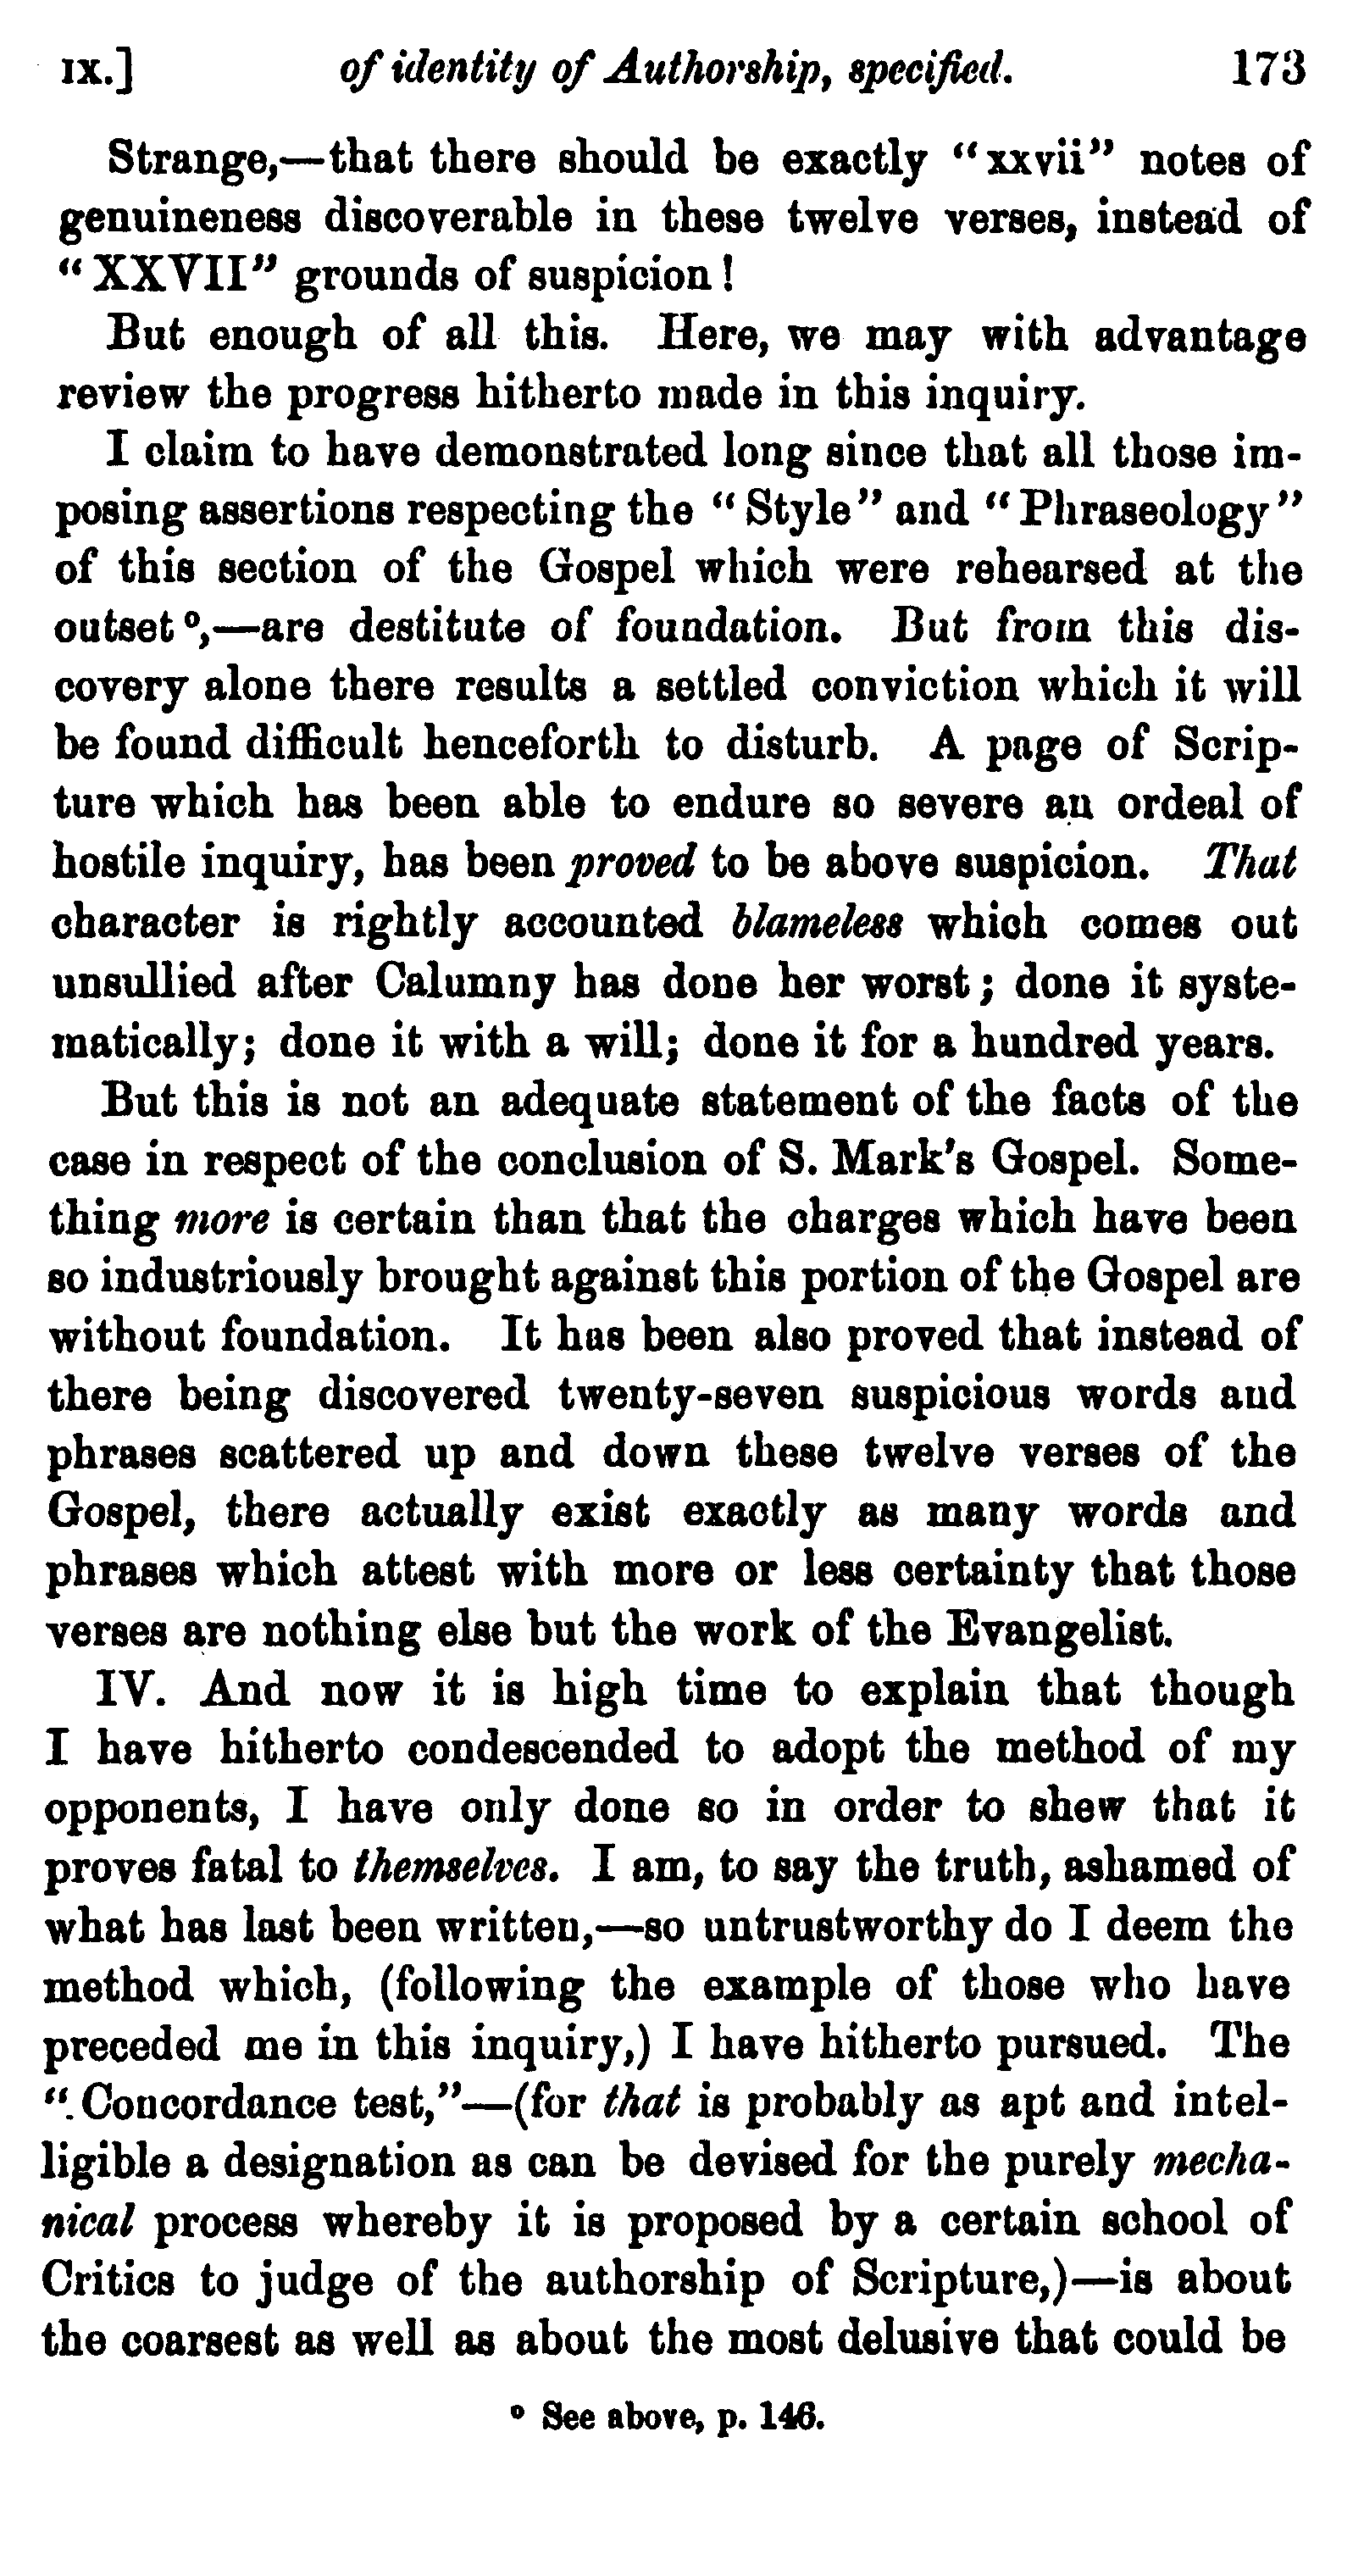 IX.] of identity of Authorship, specified. 173
Strange,—that there should be exactly “xxvii” notes of
genuineness discoverable in these twelve verses, instead of
“XXVII” grounds of suspicion!
But enough of all this. Here, we may with advantage
review the progress hitherto made in this inquiry.
I claim to have demonstrated long since that all those im-
posing assertions respecting the “Style” and “Phraseology”
of this section of the Gospel which were rehearsed at the
outset º,—are destitute of foundation. But from this dis-
covery alone there results a settled conviction which it will
be found difficult henceforth to disturb. A page of Scrip-
ture which has been able to endure so severe an ordeal of
hostile inquiry, has been proved to be above suspicion. That
character is rightly accounted blameless which comes out
unsullied after Calumny has done her worst; done it syste-
matically; done it with a will; done it for a hundred years.
But this is not an adequate statement of the facts of the
case in respect of the conclusion of S. Mark’s Gospel. Some-
thing more is certain than that the charges which have been
so industriously brought against this portion of the Gospel are
without foundation. It has been also proved that instead of
there being discovered twenty-seven suspicious words and
phrases scattered up and down these twelve verses of the
Gospel, there actually exist exactly as many words and
phrases which attest with more or less certainty that those
verses are nothing else but the work of the Evangelist.
IV. And now it is high time to explain that though
I have hitherto condescended to adopt the method of my
opponents, I have only done so in order to shew that it
proves fatal to themselves. I am, to say the truth, ashamed of
what has last been written,—so untrustworthy do I deem the
method which, (following the example of those who have
preceded me in this inquiry,) I have hitherto pursued. The
“Concordance test,”—(for that is probably as apt and intel-
ligible a designation as can be devised for the purely mecha-
nical process whereby it is proposed by a certain school of
Critics to judge of the authorship of Scripture,)—is about
the coarsest as well as about the most delusive that could be
º See above, p. 146.